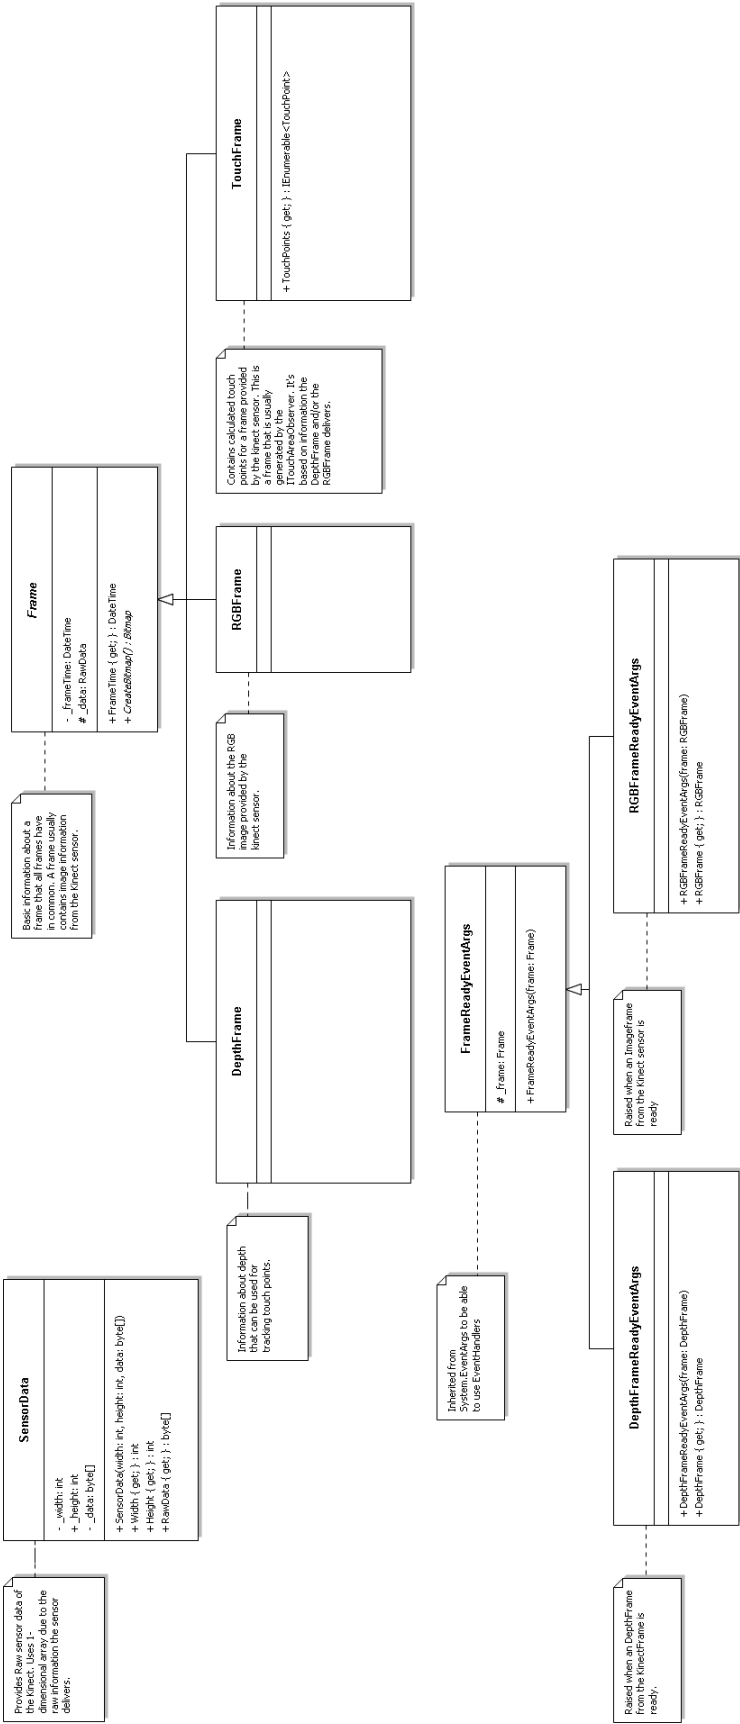 Provides Raw sensor data of
the Kinect. Uses 1-
dimensional array due to the
raw information the sensor
delivers.
SensorData
- _width: int
+ _height: int
- _data: byte[]
+ SensorData(width: int, height: int, data: byte[])
+ Width { get; } : int
+ Height { get; } : int
+ RawData { get; } : byte[]
Basic information about a
frame that all frames have
in common. A frame usually
contains image information
from the Kinect sensor.
Frame
- _frameTime: DateTime
# _data: RawData
+ FrameTime { get; } : DateTime
+ CreateBitmap() : Bitmap
Information about depth
that can be used for
tracking touch points.
DepthFrame
Information about the RGB
image provided by the
kinect sensor.
RGBFrame
Contains calculated touch
points for a frame provided
by the kinect sensor. This is
a frame that is usually
generated by the
ITouchAreaObserver. It's
based on information the
DepthFrame and/or the
RGBFrame delivers.
TouchFrame
+ TouchPoints { get; } : IEnumerable<TouchPoint>
Inherited from
System.EventArgs to be able
to use EventHandlers
FrameReadyEventArgs
# _frame: Frame
+ FrameReadyEventArgs(frame: Frame)
Raised when an DepthFrame
from the KinectFrame is
ready.
DepthFrameReadyEventArgs
+ DepthFrameReadyEventArgs(frame: DepthFrame)
+ DepthFrame { get; } : DepthFrame
Raised when an Imageframe
from the Kinect sensor is
ready
RGBFrameReadyEventArgs
+ RGBFrameReadyEventArgs(frame: RGBFrame)
+ RGBFrame { get; } : RGBFrame